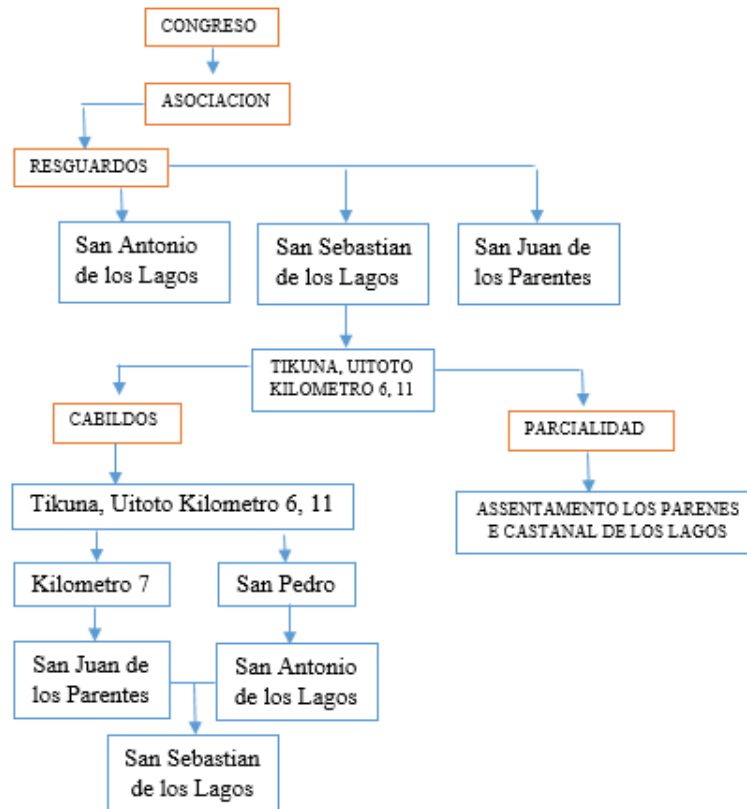 CONGRESO
ASOCIACION
RESGUARDOS
San Antonio
de los Lagos
San Sebastian
de los Lagos
San Juan de
los Parentes
TIKUNA, UITOTO
KILOMETRO 6, 11
CABILDOS
PARCIALIDAD
Tikuna, Uitoto Kilometro 6, 11
ASSENTAMENTO LOS PARENES
E CASTANAL DE LOS LAGOS
Kilometro 7
San Pedro
San Juan de
los Parentes
San Antonio
de los Lagos
San Sebastian
de los Lagos